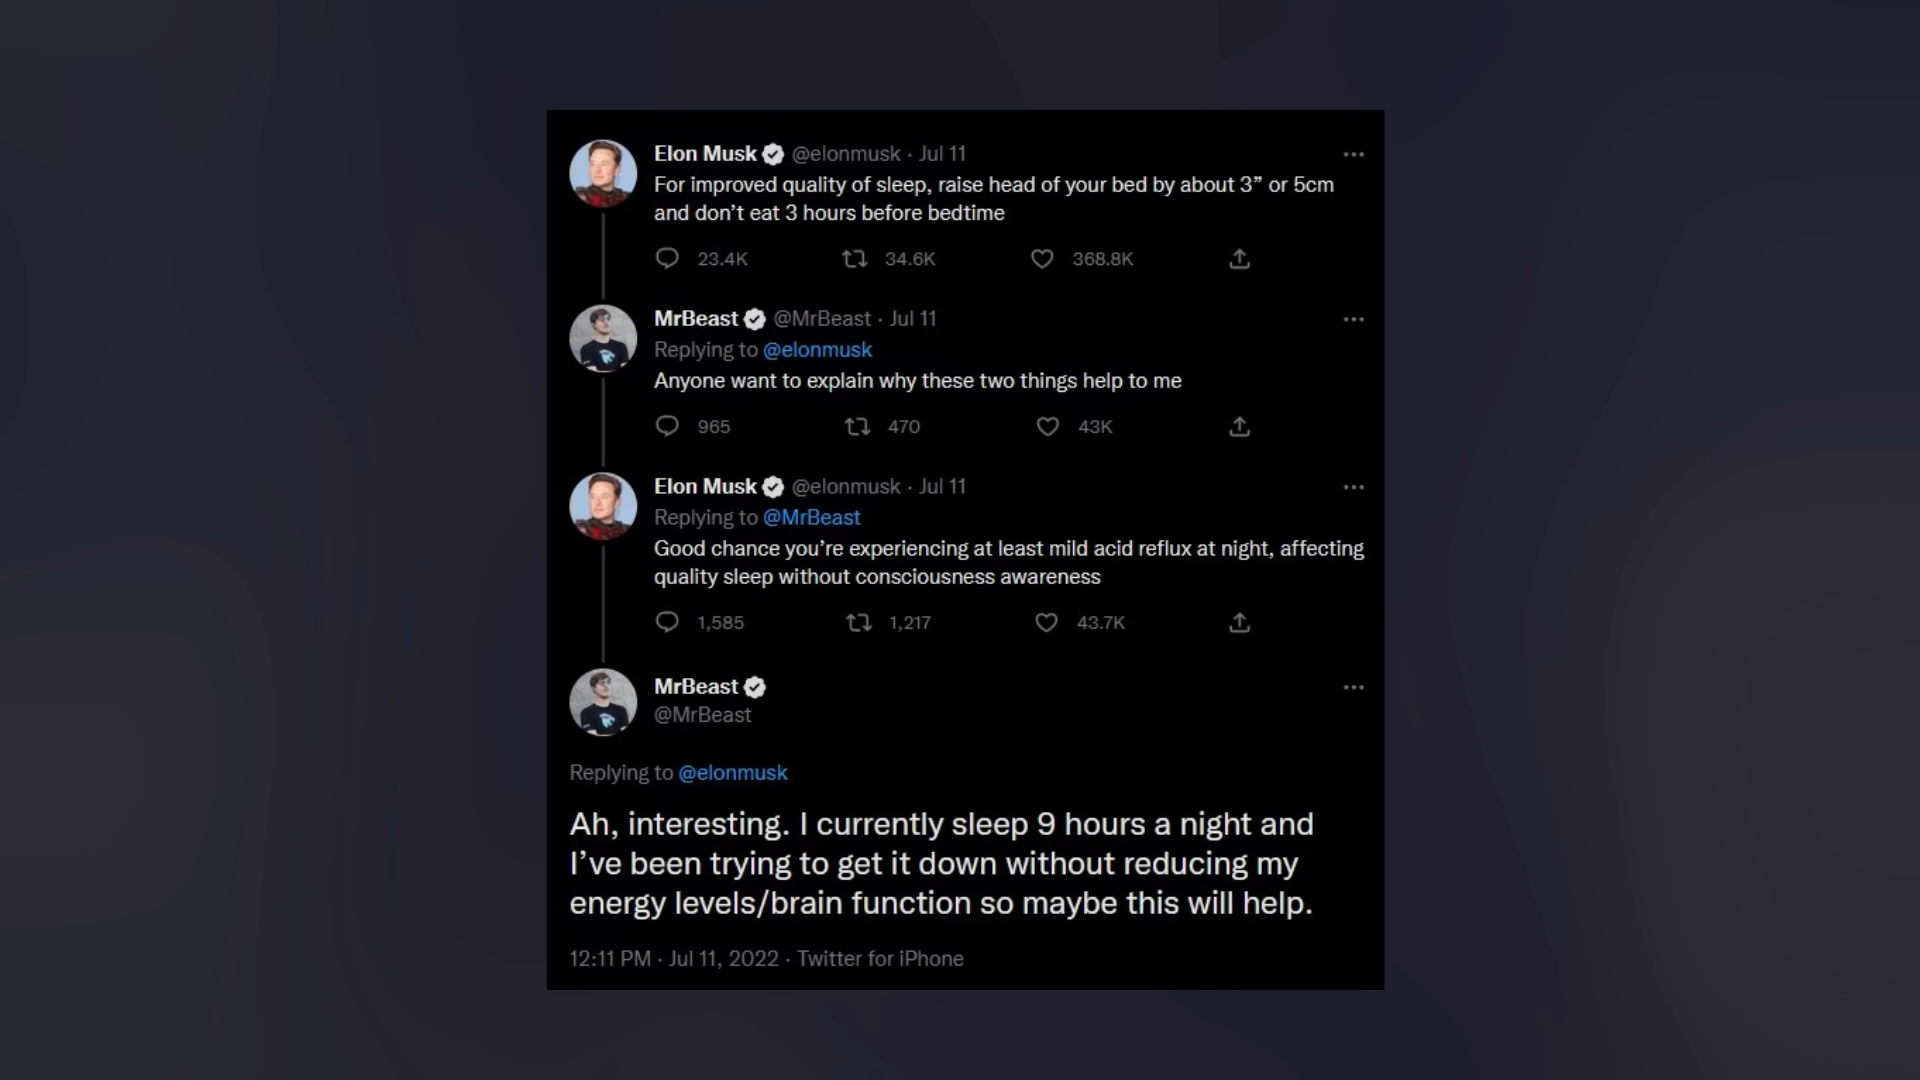 Elon Musk @elonmusk · Jul 11
For improved quality of sleep, raise head of your bed by about 3” or 5cm
and don’t eat 3 hours before bedtime
23.4K 34.6K 368.8K
MrBeast @MrBeast · Jul 11
Replying to @elonmusk
Anyone want to explain why these two things help to me
965 470 43K
Elon Musk @elonmusk · Jul 11
Replying to @MrBeast
Good chance you’re experiencing at least mild acid reflux at night, affecting
quality sleep without consciousness awareness
1,585 1,217 43.7K
MrBeast
@MrBeast
Replying to @elonmusk
Ah, interesting. I currently sleep 9 hours a night and
I’ve been trying to get it down without reducing my
energy levels/brain function so maybe this will help.
12:11 PM · Jul 11, 2022 · Twitter for iPhone